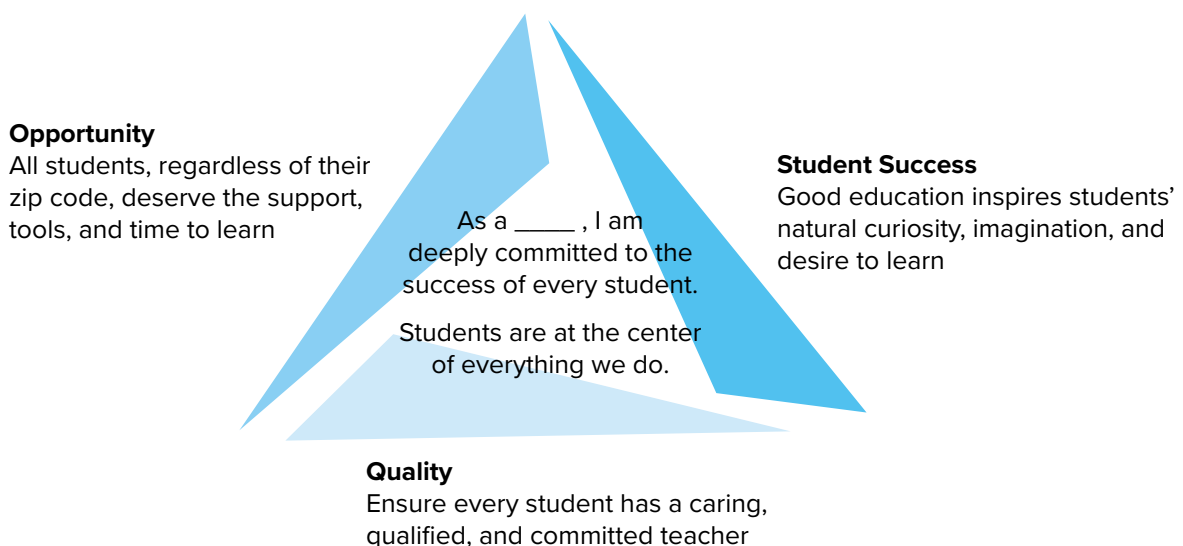 Opportunity
All students, regardless of their
zip code, deserve the support,
tools, and time to learn
Student Success
Good education inspires students’
natural curiosity, imagination, and
desire to learn
As a _____ , I am
deeply committed to the
success of every student.
Students are at the center
of everything we do.
Quality
Ensure every student has a caring,
qualified, and committed teacher